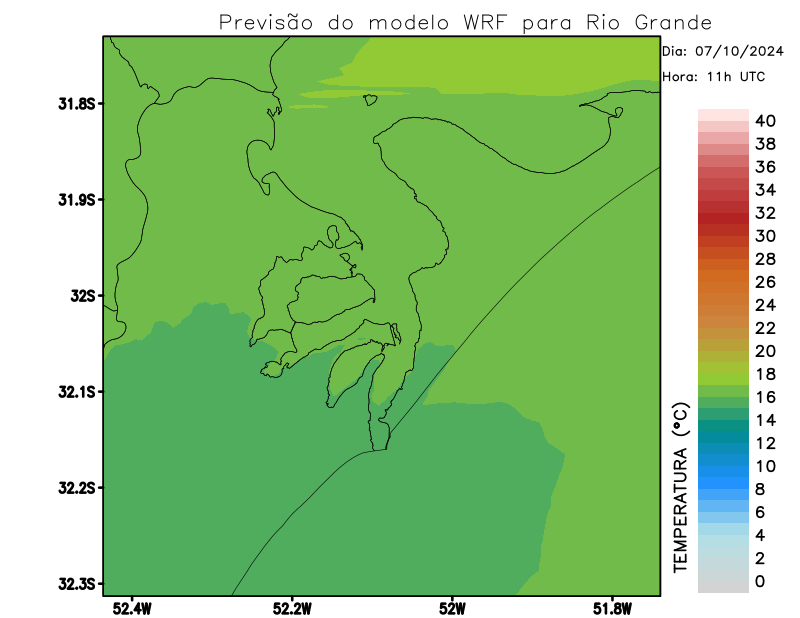 Previsão do modelo WRF para Rio Grande
Dia: 07/10/2024
Hora: 11h UTC
31.8S
31.9S
32S
32.1S
32.2S
32.3S
52.4W
52.2W
52W
51.8W
TEMPERATURA (°C)
40
38
36
34
32
30
28
26
24
22
20
18
16
14
12
10
8
6
4
2
0